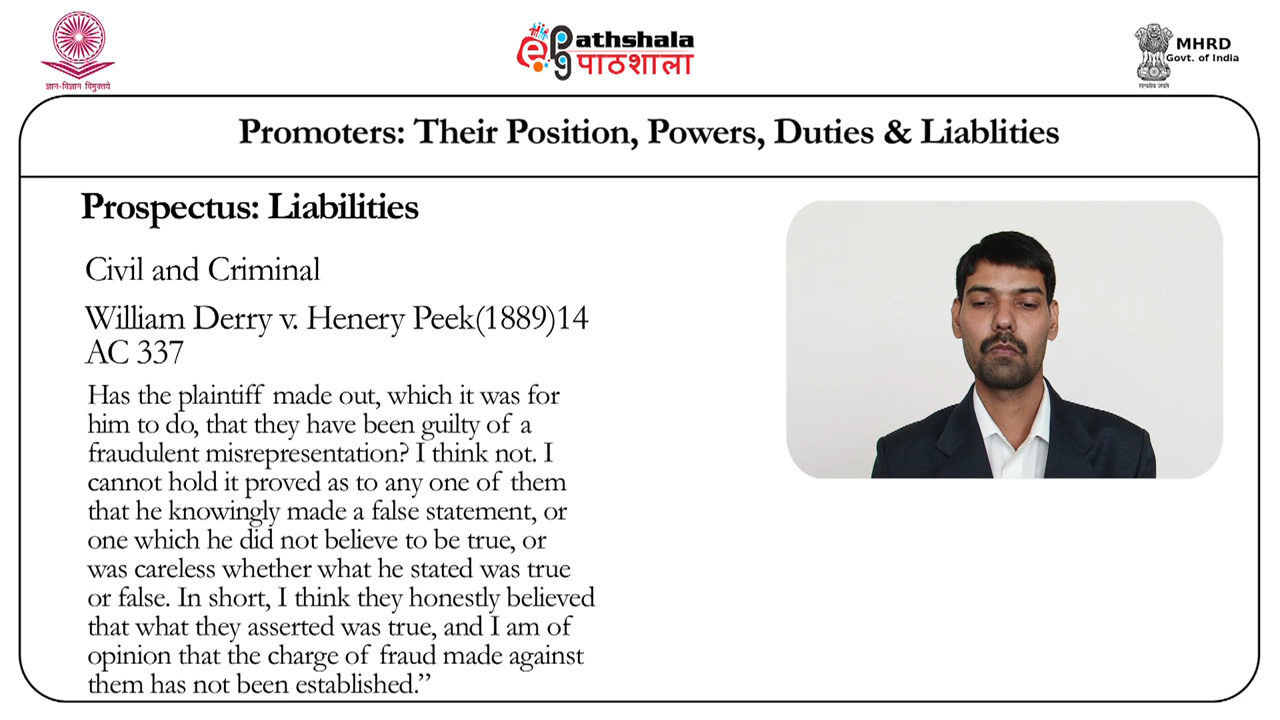 ज्ञान-विज्ञान विमुक्तये
epg athshala
पाठशाला
MHRD
Govt. of India
सत्यमेव जयते
Promoters: Their Position, Powers, Duties & Liablities
Prospectus: Liabilities
Civil and Criminal
William Derry v. Henery Peek(1889)14
AC 337
Has the plaintiff made out, which it was for
him to do, that they have been guilty of a
fraudulent misrepresentation? I think not. I
cannot hold it proved as to any one of them
that he knowingly made a false statement, or
one which he did not believe to be true, or
was careless whether what he stated was true
or false. In short, I think they honestly believed
that what they asserted was true, and I am of
opinion that the charge of fraud made against
them has not been established.”